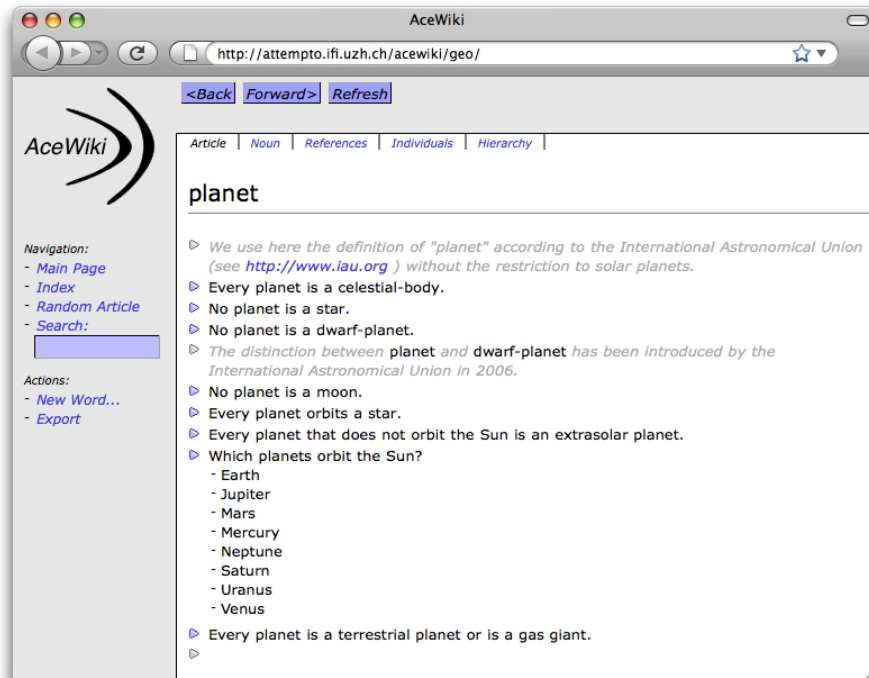 AceWiki
http://attempto.ifi.uzh.ch/acewiki/geo/
<Back Forward> Refresh
AceWiki
Article Noun References Individuals Hierarchy
planet
Navigation:
- Main Page
- Index
- Random Article
- Search:
Actions:
- New Word...
- Export
We use here the definition of "planet" according to the International Astronomical Union
(see http://www.iau.org ) without the restriction to solar planets.
Every planet is a celestial-body.
No planet is a star.
No planet is a dwarf-planet.
The distinction between planet and dwarf-planet has been introduced by the
International Astronomical Union in 2006.
No planet is a moon.
Every planet orbits a star.
Every planet that does not orbit the Sun is an extrasolar planet.
Which planets orbit the Sun?
- Earth
- Jupiter
- Mars
- Mercury
- Neptune
- Saturn
- Uranus
- Venus
Every planet is a terrestrial planet or is a gas giant.